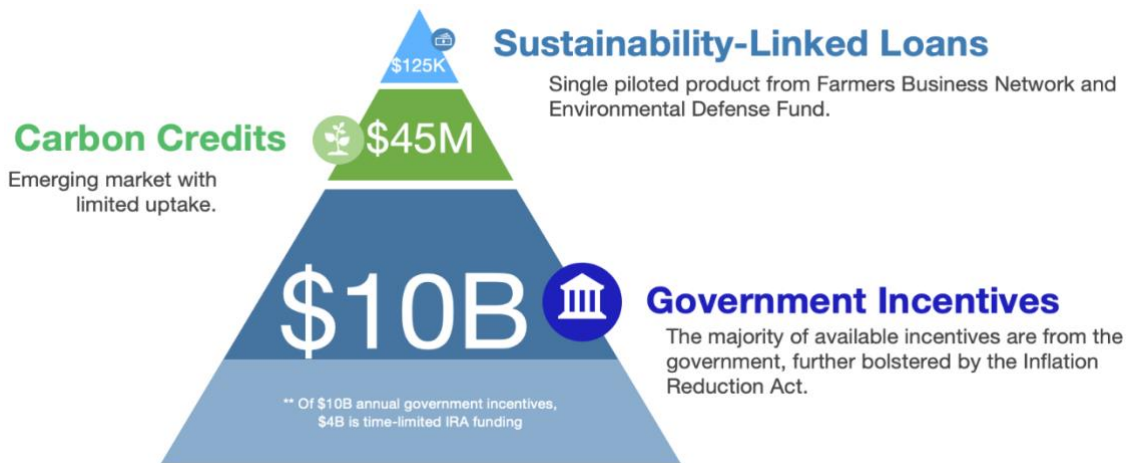 Sustainability-Linked Loans
$125K
Single piloted product from Farmers Business Network and
Environmental Defense Fund.
Carbon Credits
$45M
Emerging market with
limited uptake.
$10B
Government Incentives
The majority of available incentives are from the
government, further bolstered by the Inflation
Reduction Act.
** Of $10B annual government incentives,
$4B is time-limited IRA funding